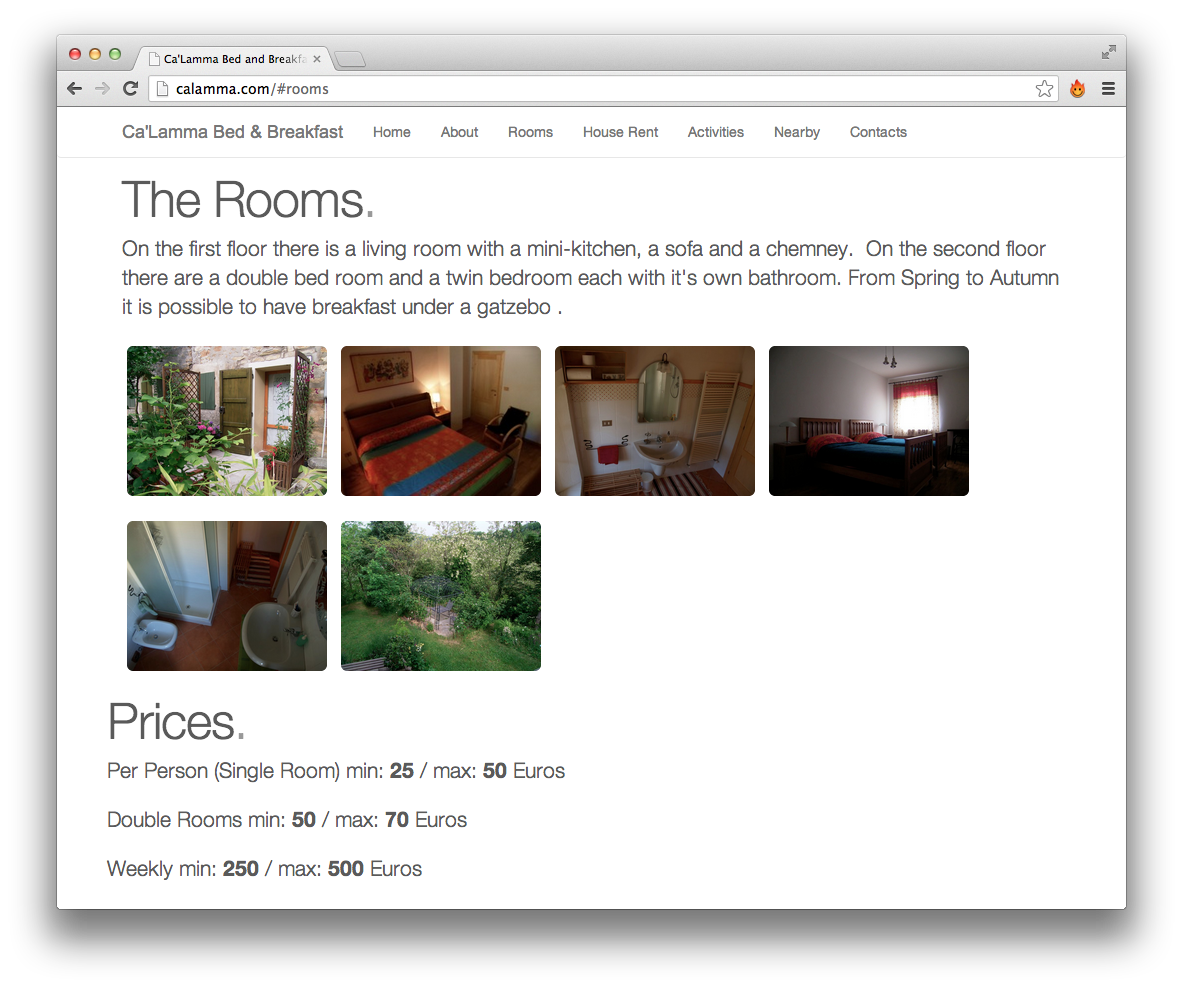 Ca'Lamma Bed and Breakfa
calamma.com/#rooms
Ca'Lamma Bed & Breakfast Home About Rooms House Rent Activities Nearby Contacts
The Rooms.
On the first floor there is a living room with a mini-kitchen, a sofa and a chemney. On the second floor
there are a double bed room and a twin bedroom each with it's own bathroom. From Spring to Autumn
it is possible to have breakfast under a gatzebo .
Prices.
Per Person (Single Room) min: 25 / max: 50 Euros
Double Rooms min: 50 / max: 70 Euros
Weekly min: 250 / max: 500 Euros